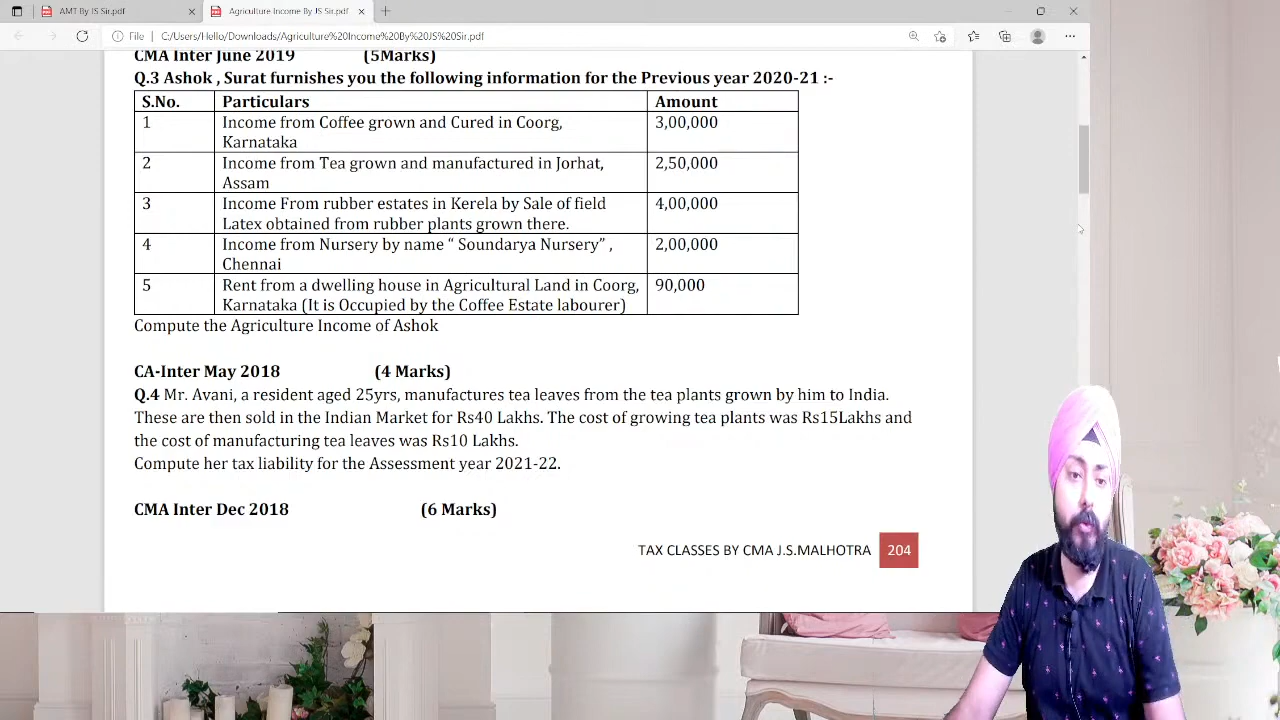 AMT By JS Sir.pdf
Agriculture Income By JS Sir.pdf
File
C:/Users/Hello/Downloads/Agriculture%20Income%20By%20JS%20Sir.pdf
CMA Inter June 2019 (5Marks)
Q.3 Ashok , Surat furnishes you the following information for the Previous year 2020-21 :-
S.No. Particulars Amount
1 Income from Coffee grown and Cured in Coorg, 3,00,000
Karnataka
2 Income from Tea grown and manufactured in Jorhat, 2,50,000
Assam
3 Income From rubber estates in Kerela by Sale of field 4,00,000
Latex obtained from rubber plants grown there.
4 Income from Nursery by name “ Soundarya Nursery” , 2,00,000
Chennai
5 Rent from a dwelling house in Agricultural Land in Coorg, 90,000
Karnataka (It is Occupied by the Coffee Estate labourer)
Compute the Agriculture Income of Ashok
CA-Inter May 2018 (4 Marks)
Q.4 Mr. Avani, a resident aged 25yrs, manufactures tea leaves from the tea plants grown by him to India.
These are then sold in the Indian Market for Rs40 Lakhs. The cost of growing tea plants was Rs15Lakhs and
the cost of manufacturing tea leaves was Rs10 Lakhs.
Compute her tax liability for the Assessment year 2021-22.
CMA Inter Dec 2018 (6 Marks)
TAX CLASSES BY CMA J.S.MALHOTRA 204